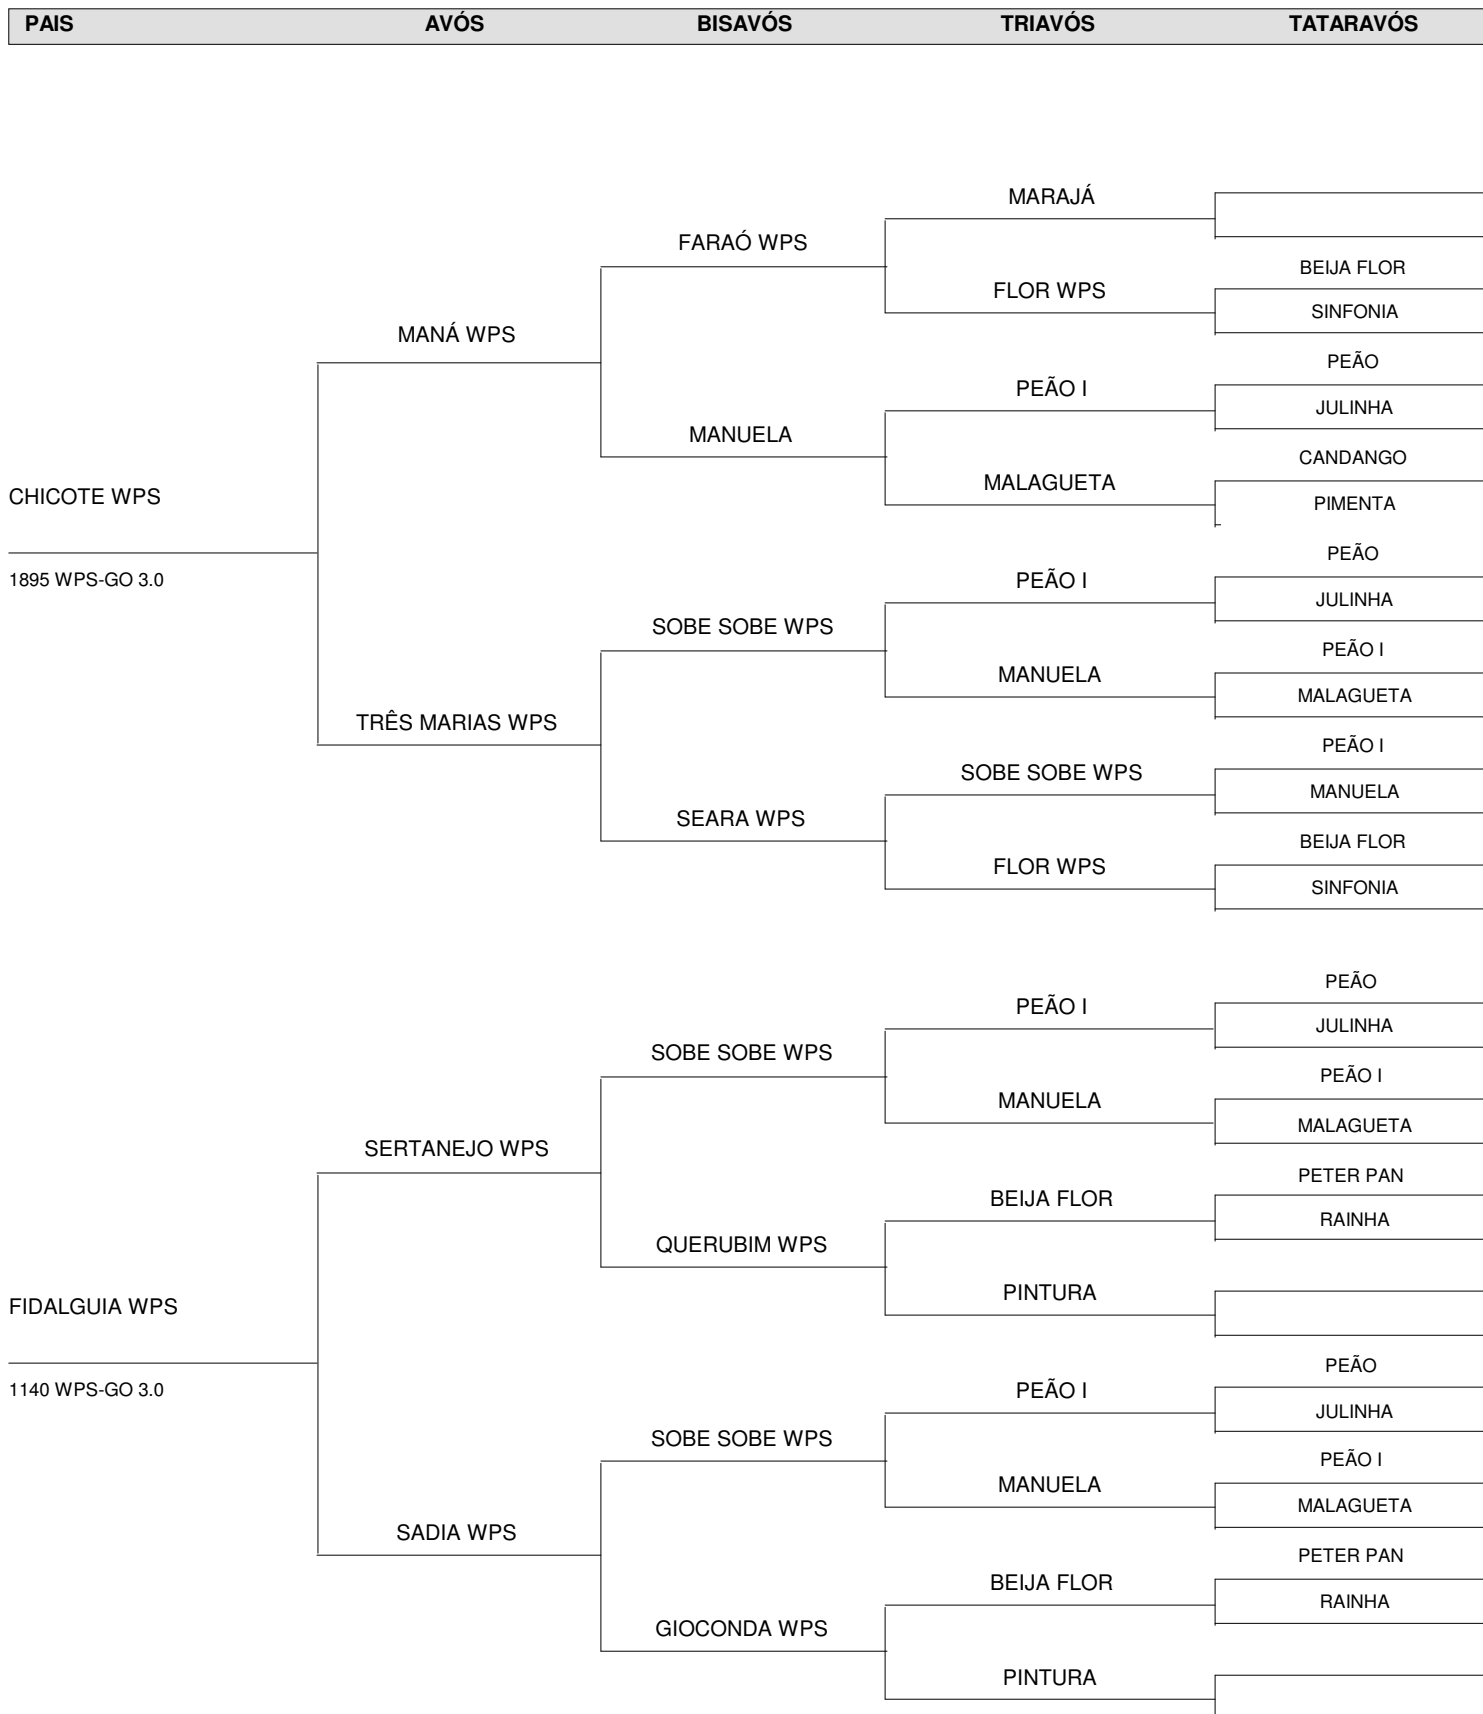 PAIS AVÓS BISAVÓS TRIAVÓS TATARAVÓS
MARAJÁ
FARAÓ WPS
BEIJA FLOR
FLOR WPS
SINFONIA
MANÁ WPS
PEÃO
PEÃO I
JULINHA
MANUELA
CANDANGO
MALAGUETA
CHICOTE WPS
PIMENTA
PEÃO
1895 WPS-GO 3.0
PEÃO I
JULINHA
SOBE SOBE WPS
PEÃO I
MANUELA
MALAGUETA
TRÊS MARIAS WPS
PEÃO I
SOBE SOBE WPS
MANUELA
SEARA WPS
BEIJA FLOR
FLOR WPS
SINFONIA
PEÃO
PEÃO I
JULINHA
SOBE SOBE WPS
PEÃO I
MANUELA
MALAGUETA
SERTANEJO WPS
PETER PAN
BEIJA FLOR
RAINHA
QUERUBIM WPS
PINTURA
FIDALGUIA WPS
PEÃO
1140 WPS-GO 3.0
PEÃO I
JULINHA
SOBE SOBE WPS
PEÃO I
MANUELA
MALAGUETA
SADIA WPS
PETER PAN
BEIJA FLOR
RAINHA
GIOCONDA WPS
PINTURA